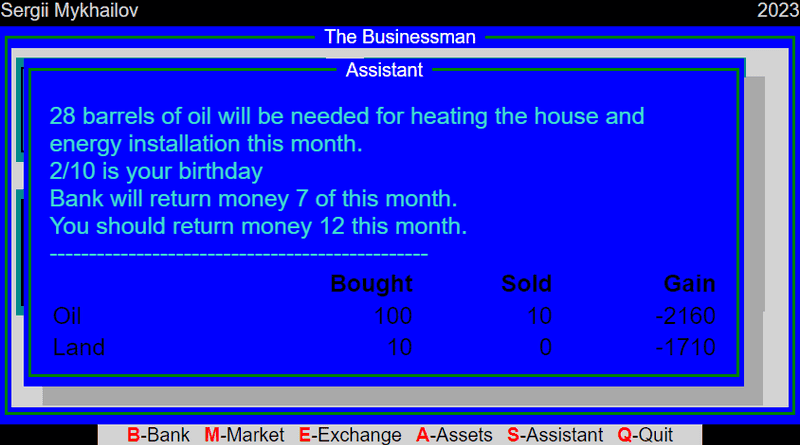 Sergii Mykhailov 2023
The Businessman
Assistant
28 barrels of oil will be needed for heating the house and
energy installation this month.
2/10 is your birthday
Bank will return money 7 of this month.
You should return money 12 this month.
------------------------------------------------
Bought Sold Gain
Oil 100 10 -2160
Land 10 0 -1710
B-Bank M-Market E-Exchange A-Assets S-Assistant Q-Quit